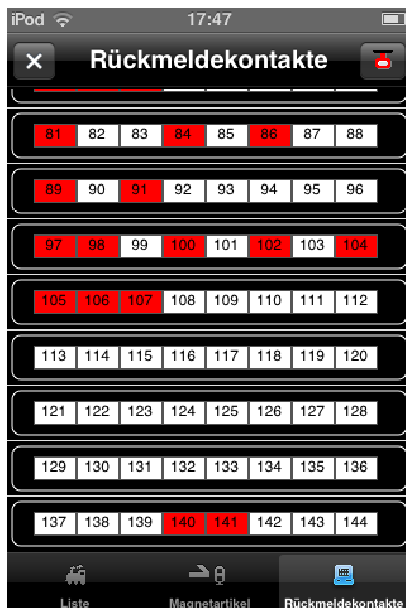 iPod 17:47
× Rückmeldekontakte
81 82 83 84 85 86 87 88
89 90 91 92 93 94 95 96
97 98 99 100 101 102 103 104
105 106 107 108 109 110 111 112
113 114 115 116 117 118 119 120
121 122 123 124 125 126 127 128
129 130 131 132 133 134 135 136
137 138 139 140 141 142 143 144
Liste Magnetartikel Rückmeldekontakte